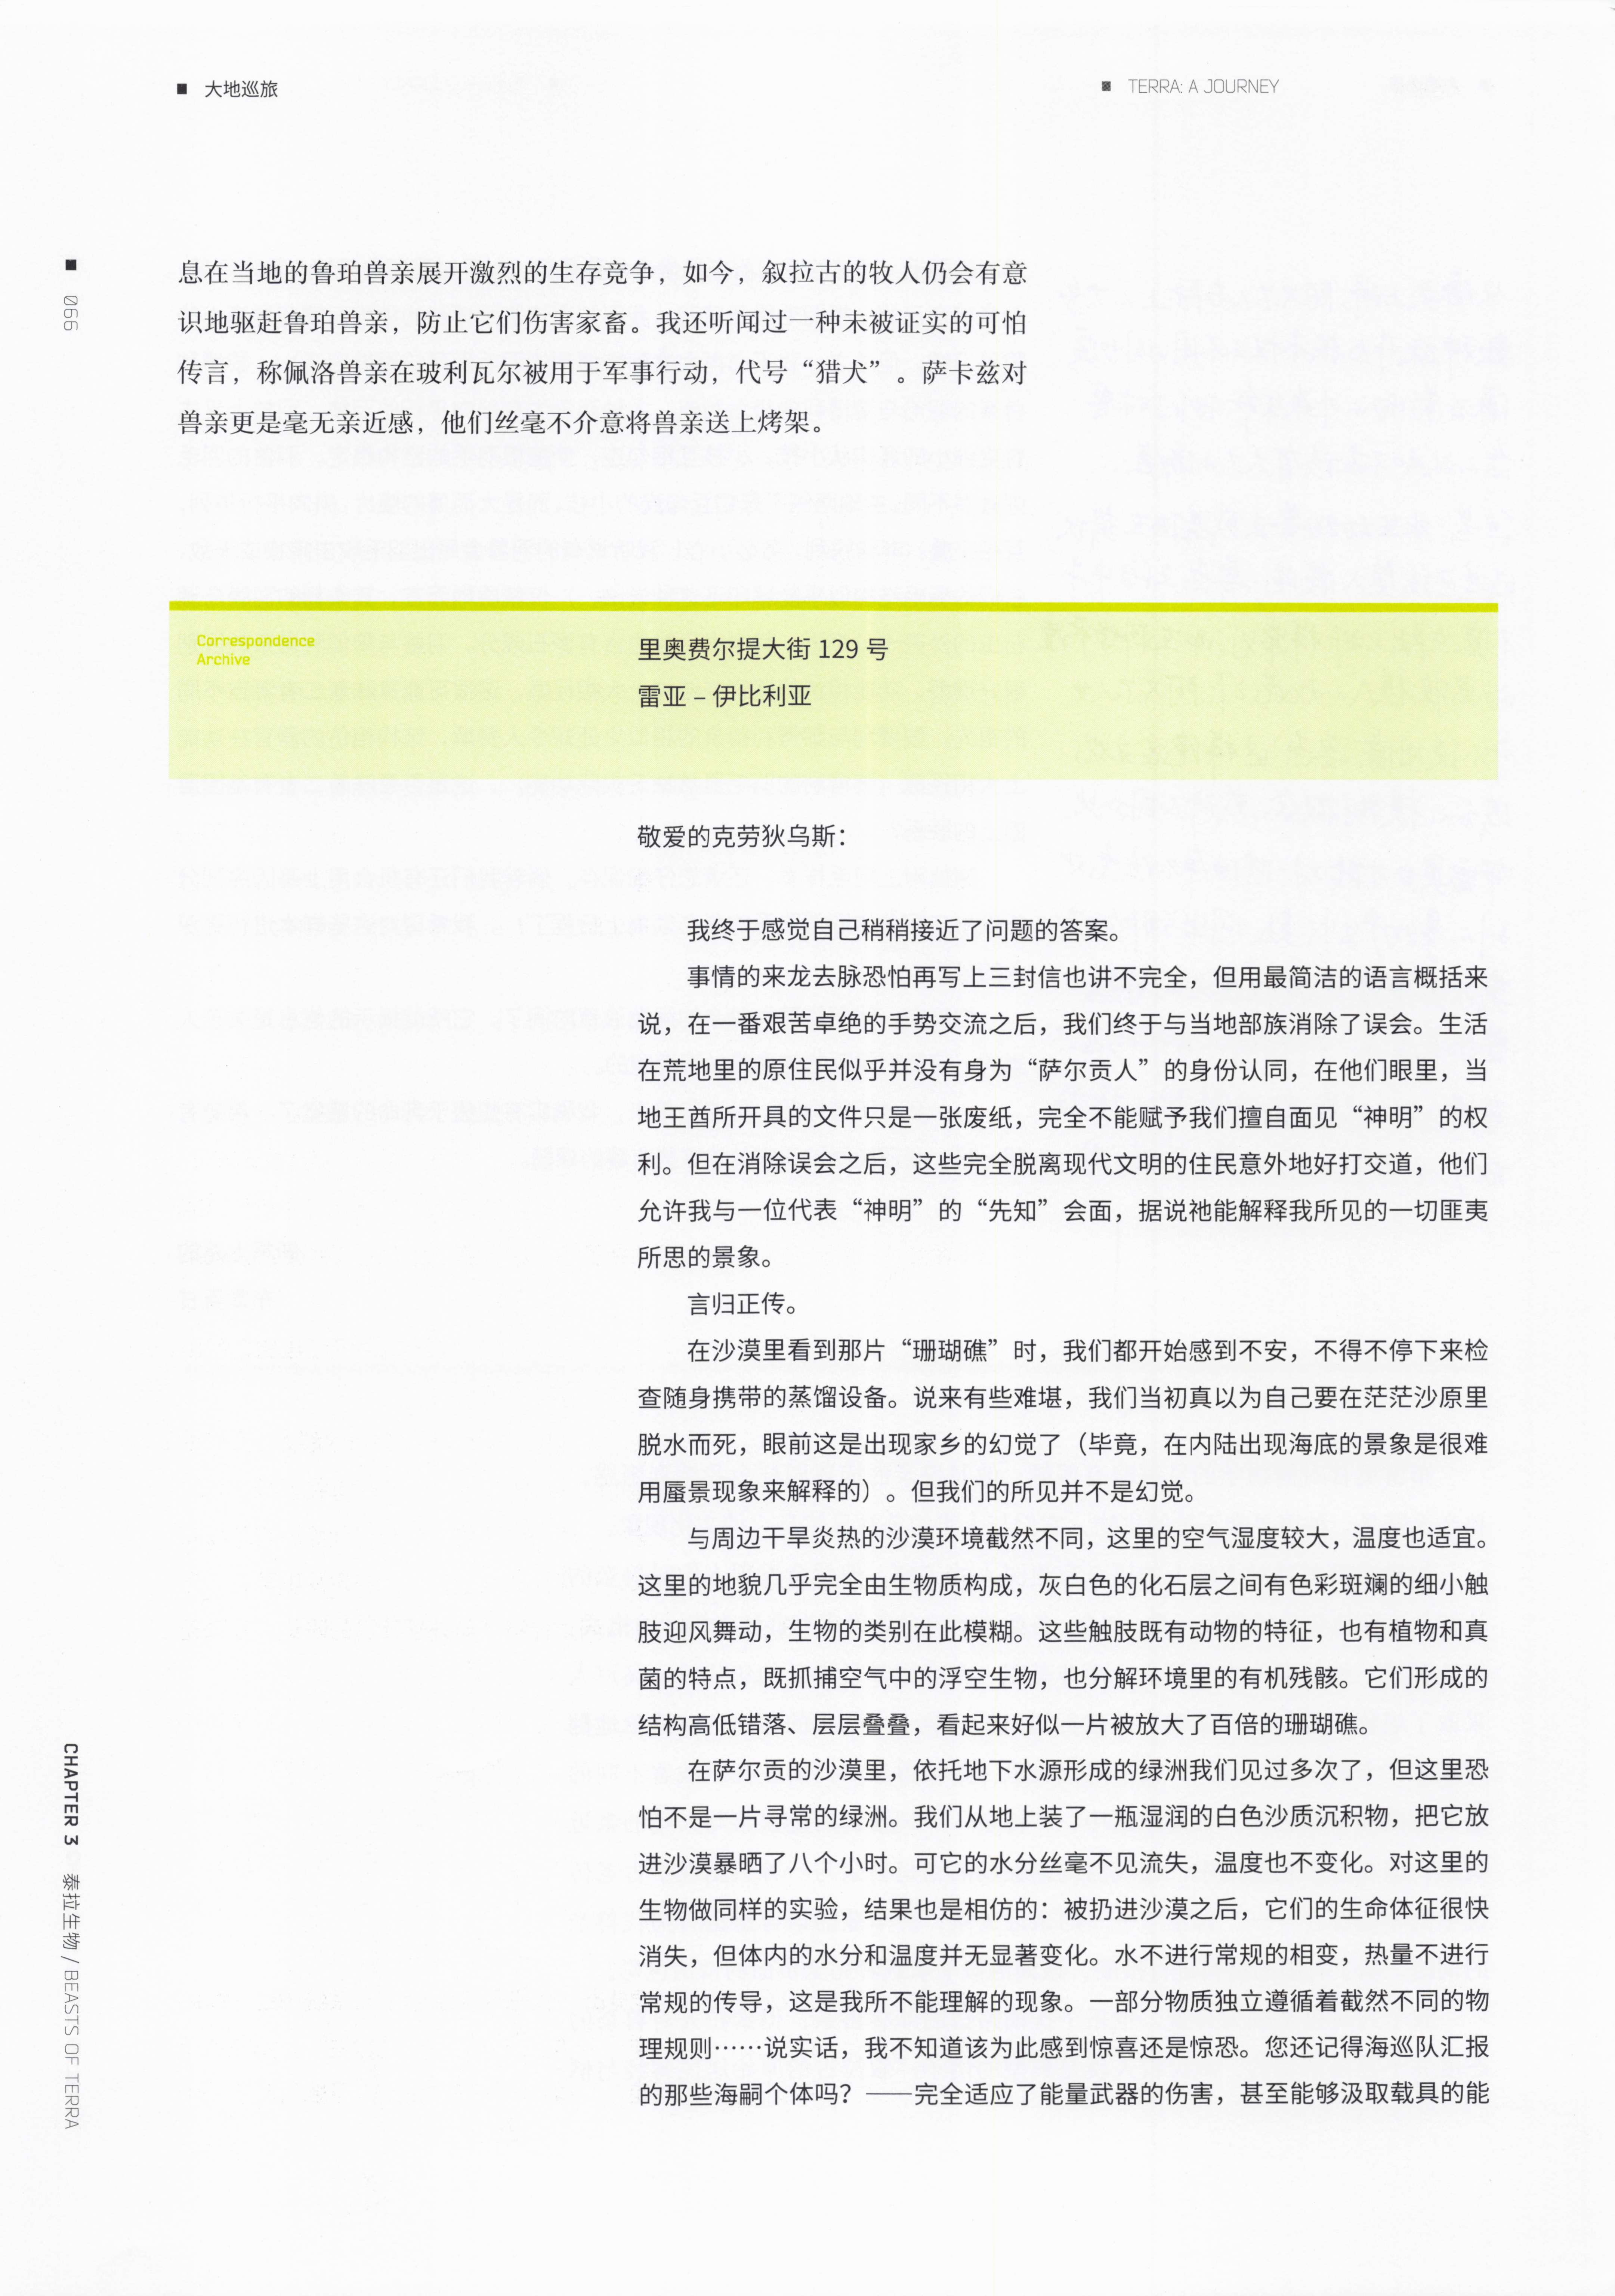 大地巡旅
TERRA: A JOURNEY
066
息在当地的鲁珀兽亲展开激烈的生存竞争，如今，叙拉古的牧人仍会有意
识地驱赶鲁珀兽亲，防止它们伤害家畜。我还听闻过一种未被证实的可怕
传言，称佩洛兽亲在玻利瓦尔被用于军事行动，代号“猎犬”。萨卡兹对
兽亲更是毫无亲近感，他们丝毫不介意将兽亲送上烤架。
Correspondence
Archive
里奥费尔提大街 129 号
雷亚 – 伊比利亚
敬爱的克劳狄乌斯：
我终于感觉自己稍稍接近了问题的答案。
事情的来龙去脉恐怕再写上三封信也讲不完全，但用最简洁的语言概括来
说，在一番艰苦卓绝的手势交流之后，我们终于与当地部族消除了误会。生活
在荒地里的原住民似乎并没有身为“萨尔贡人”的身份认同，在他们眼里，当
地王酋所开具的文件只是一张废纸，完全不能赋予我们擅自面见“神明”的权
利。但在消除误会之后，这些完全脱离现代文明的住民意外地好打交道，他们
允许我与一位代表“神明”的“先知”会面，据说祂能解释我所见的一切匪夷
所思的景象。
言归正传。
在沙漠里看到那片“珊瑚礁”时，我们都开始感到不安，不得不停下来检
查随身携带的蒸馏设备。说来有些难堪，我们当初真以为自己要在茫茫沙原里
脱水而死，眼前这是出现家乡的幻觉了（毕竟，在内陆出现海底的景象是很难
用蜃景现象来解释的）。但我们的所见并不是幻觉。
与周边干旱炎热的沙漠环境截然不同，这里的空气湿度较大，温度也适宜。
这里的地貌几乎完全由生物质构成，灰白色的化石层之间有色彩斑斓的细小触
肢迎风舞动，生物的类别在此模糊。这些触肢既有动物的特征，也有植物和真
菌的特点，既抓捕空气中的浮空生物，也分解环境里的有机残骸。它们形成的
结构高低错落、层层叠叠，看起来好似一片被放大了百倍的珊瑚礁。
在萨尔贡的沙漠里，依托地下水源形成的绿洲我们见过多次了，但这里恐
怕不是一片寻常的绿洲。我们从地上装了一瓶湿润的白色沙质沉积物，把它放
进沙漠暴晒了八个小时。可它的水分丝毫不见流失，温度也不变化。对这里的
生物做同样的实验，结果也是相仿的：被扔进沙漠之后，它们的生命体征很快
消失，但体内的水分和温度并无显著变化。水不进行常规的相变，热量不进行
常规的传导，这是我所不能理解的现象。一部分物质独立遵循着截然不同的物
理规则……说实话，我不知道该为此感到惊喜还是惊恐。您还记得海巡队汇报
的那些海嗣个体吗？——完全适应了能量武器的伤害，甚至能够汲取载具的能
CHAPTER 3 泰拉生物 / BEASTS OF TERRA